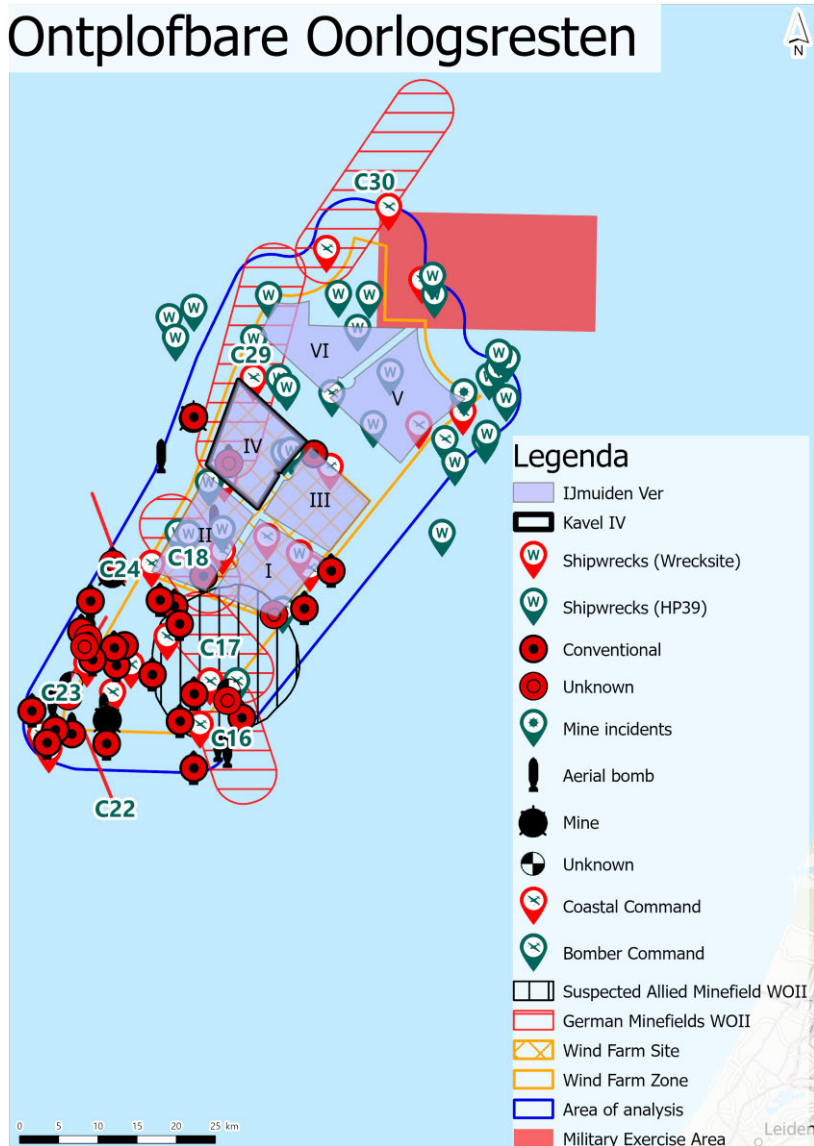 Ontplofbare Oorlogsresten
N
C30
VI
C29
V
IV
III
II
C18
I
C24
C17
C23
C16
C22
Legenda
IJmuiden Ver
Kavel IV
W Shipwrecks (Wrecksite)
W Shipwrecks (HP39)
Conventional
Unknown
Mine incidents
Aerial bomb
Mine
Unknown
Coastal Command
Bomber Command
Suspected Allied Minefield WOII
German Minefields WOII
Wind Farm Site
Wind Farm Zone
Area of analysis
Military Exercise Area
Leiden
0 5 10 15 20 25 km